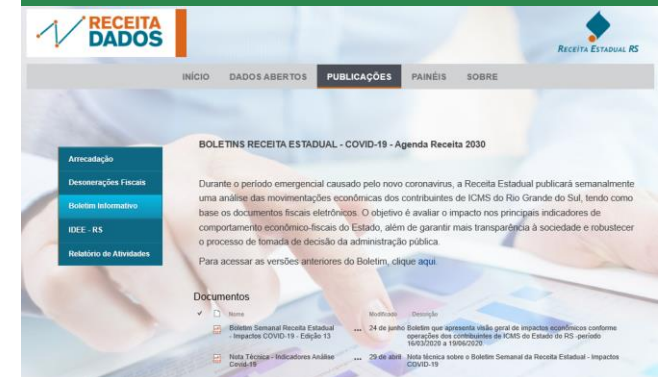 RECEITA
DADOS
RECEITA ESTADUAL RS
INÍCIO DADOS ABERTOS PUBLICAÇÕES PAINÉIS SOBRE
BOLETINS RECEITA ESTADUAL - COVID-19 - Agenda Receita 2030
Arrecadação
Desonerações Fiscais
Boletim Informativo
IDEE - RS
Relatório de Atividades
Durante o período emergencial causado pelo novo coronavirus, a Receita Estadual publicará semanalmente
uma análise das movimentações econômicas dos contribuintes de ICMS do Rio Grande do Sul, tendo como
base os documentos fiscais eletrônicos. O objetivo é avaliar o impacto nos principais indicadores de
comportamento econômico-fiscais do Estado, além de garantir mais transparência à sociedade e robustecer
o processo de tomada de decisão da administração pública.
Para acessar as versões anteriores do Boletim, clique aqui.
Documentos
Nome Modificado Descrição
Boletim Semanal Receita Estadual ... 24 de junho Boletim que apresenta visão geral de impactos econômicos conforme
- Impactos COVID-19 - Edição 13 operações dos contribuintes de ICMS do Estado do RS -período
16/03/2020 a 19/06/2020
Nota Técnica - Indicadores Análise ... 29 de abril Nota técnica sobre o Boletim Semanal da Receita Estadual - Impactos
Covid-19 COVID-19